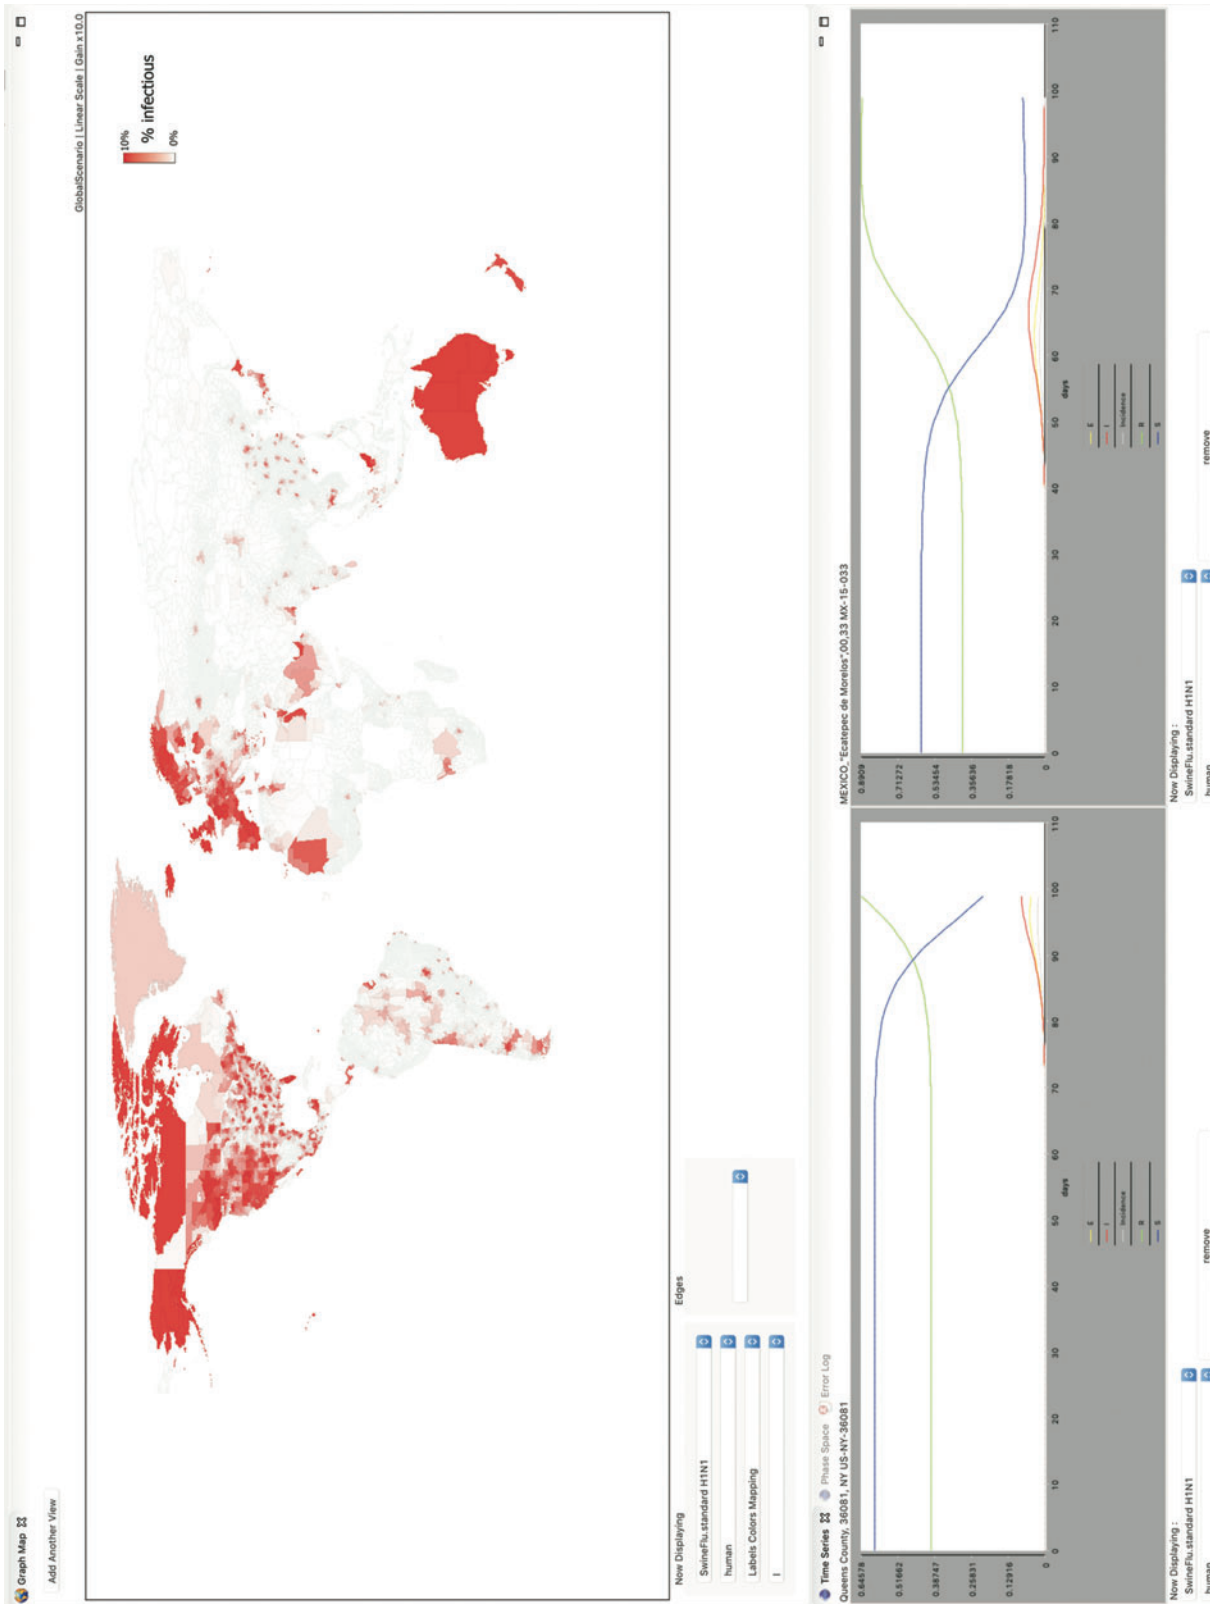 Graph Map
Add Another View
GlobalScenario | Linear Scale | Gain x10.0
10%
% infectious
0%
Now Displaying
SwineFlu.standard H1N1
human
Labels Colors Mapping
I
Edges
Time Series
Phase Space
Error Log
Queens County, 36081, NY US-NY-36081
0.64578
0.51662
0.38747
0.25831
0.12916
0
0 10 20 30 40 50 60 70 80 90 100 110
days
E
I
Incidence
R
S
Now Displaying :
SwineFlu.standard H1N1
human
remove
MEXICO_"Ecatepec de Morelos",00,33 MX-15-033
0.8909
0.71272
0.53454
0.35636
0.17818
0
0 10 20 30 40 50 60 70 80 90 100 110
days
E
I
Incidence
R
S
Now Displaying :
SwineFlu.standard H1N1
human
remove